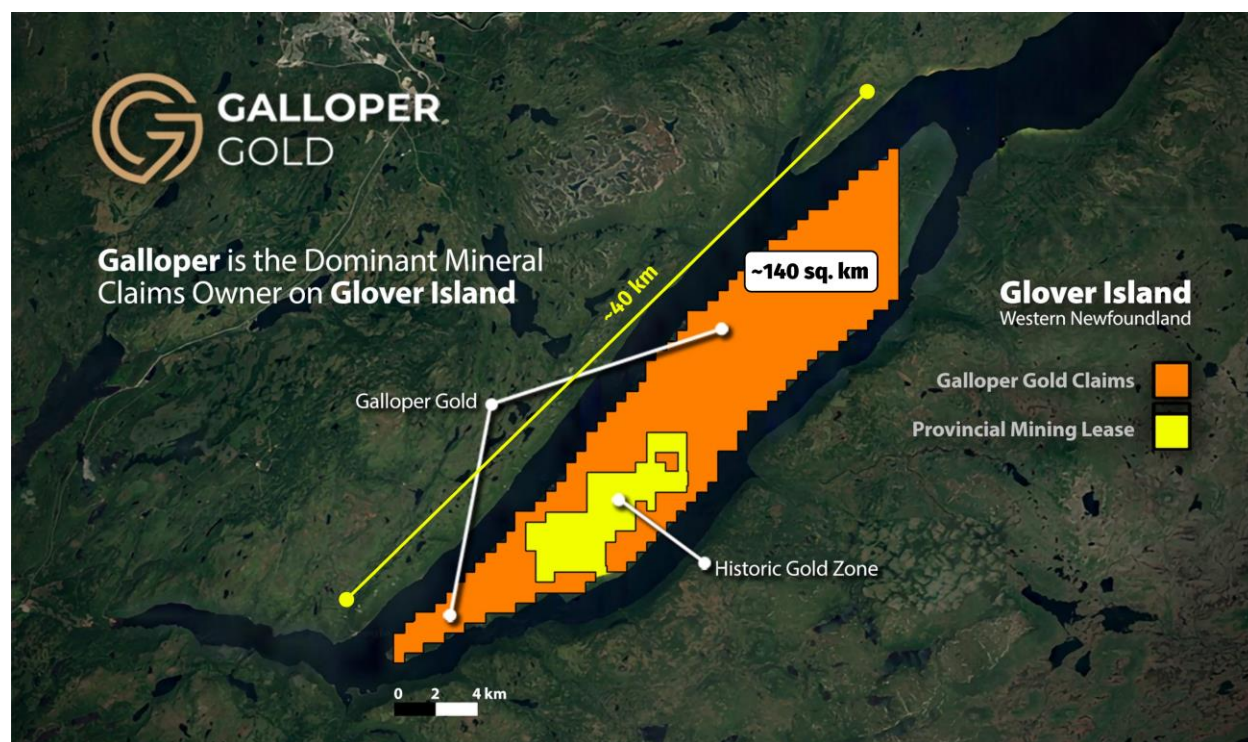 GALLOPER
GOLD
Galloper is the Dominant Mineral
Claims Owner on Glover Island
~40 km
~140 sq. km
Glover Island
Western Newfoundland
Galloper Gold Claims
Provincial Mining Lease
Galloper Gold
Historic Gold Zone
0 2 4 km